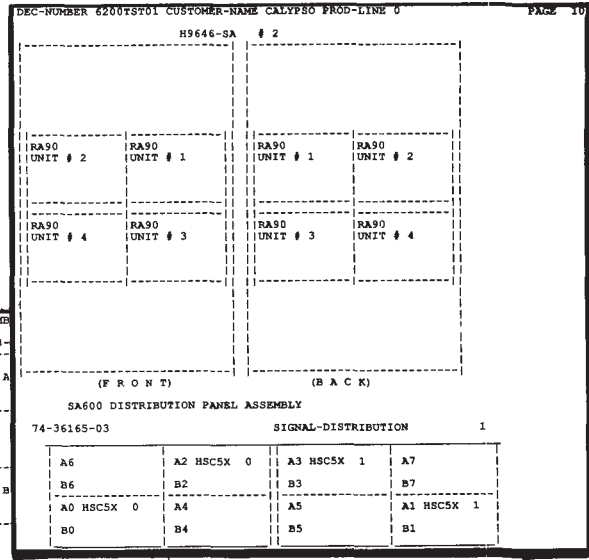 DEC-NUMBER 6200TST01 CUSTOMER-NAME CALYPSO PROD-LINE 0 PAGE 10
H9646-SA # 2
RA90 RA90 RA90 RA90
UNIT # 2 UNIT # 1 UNIT # 1 UNIT # 2
RA90 RA90 RA90 RA90
UNIT # 4 UNIT # 3 UNIT # 3 UNIT # 4
(F R O N T) (B A C K)
SA600 DISTRIBUTION PANEL ASSEMBLY
74-36165-03 SIGNAL-DISTRIBUTION 1
A6 A2 HSC5X 0 A3 HSC5X 1 A7
B6 B2 B3 B7
A0 HSC5X 0 A4 A5 A1 HSC5X 1
B0 B4 B5 B1